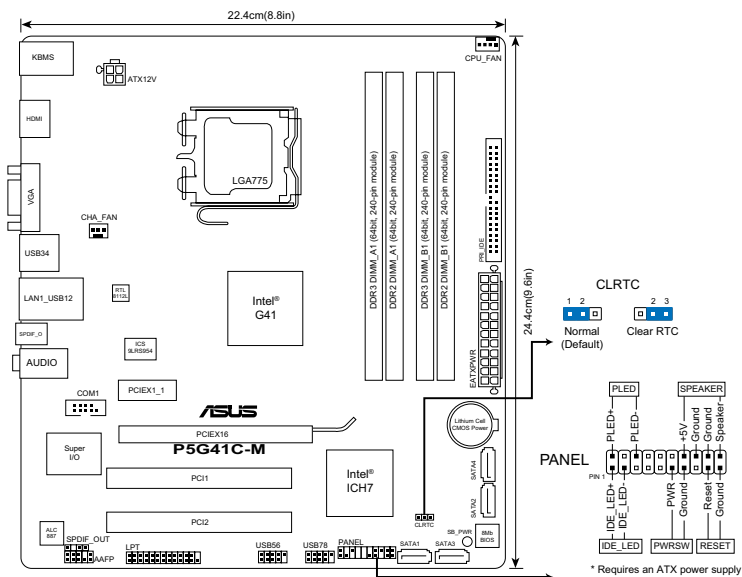 22.4cm(8.8in)
KBMS
ATX12V
CPU_FAN
HDMI
LGA775
VGA
CHA_FAN
DDR3 DIMM_A1 (64bit, 240-pin module)
DDR2 DIMM_A1 (64bit, 240-pin module)
DDR3 DIMM_B1 (64bit, 240-pin module)
DDR2 DIMM_B1 (64bit, 240-pin module)
PRI_IDE
24.4cm(9.6in)
USB34
LAN1_USB12
RTL
8112L
Intel®
G41
EATXPWR
SPDIF_O
ICS
9LRS954
AUDIO
COM1
PCIEX1_1
ASUS
PCIEX16
P5G41C-M
Super
I/O
Lithium Cell
CMOS Power
PCI1
Intel®
ICH7
SATA4
SATA2
CLRTC
PCI2
ALC
887
SPDIF_OUT
AAFP
LPT
USB56
USB78
PANEL
SATA1
SATA3
SB_PWR
8Mb
BIOS
CLRTC
1 2
2 3
Normal
(Default)
Clear RTC
PLED
SPEAKER
PLED+
PLED-
+5V
Ground
Ground
Speaker-
PANEL
PIN 1
IDE_LED+
IDE_LED-
PWR
Ground
Reset
Ground
IDE_LED
PWRSW
RESET
* Requires an ATX power supply